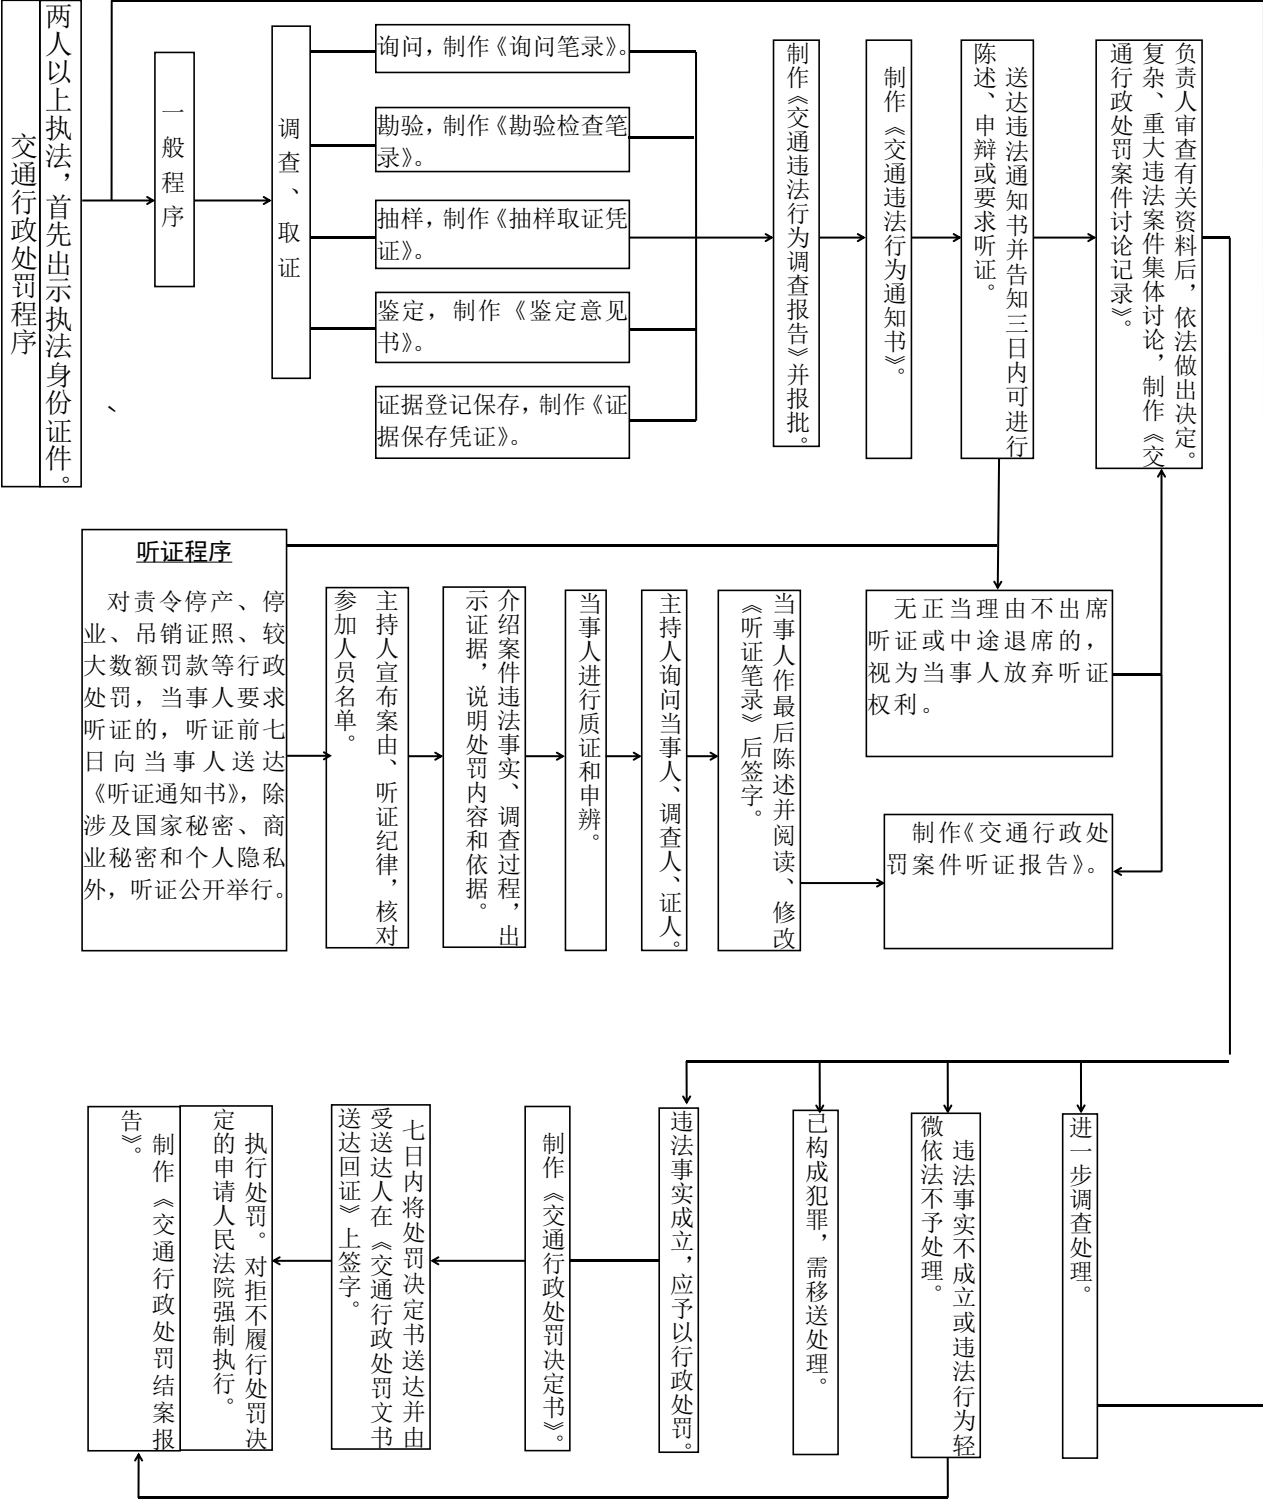 交通行政处罚程序
两人以上执法，首先出示执法身份证件。
一般程序
调查、取证
询问，制作《询问笔录》。
勘验，制作《勘验检查笔
录》。
抽样，制作《抽样取证凭
证》。
鉴定，制作《鉴定意见
书》。
证据登记保存，制作《证
据保存凭证》。
、
制作《交通违法行为调查报告》并报批。
制作《交通违法行为通知书》。
送达违法通知书并告知三日内可进行
陈述、申辩或要求听证。
负责人审查有关资料后，依法做出决定。
复杂、重大违法案件集体讨论，制作《交
通行政处罚案件讨论记录》。
听证程序
对责令停产、停
业、吊销证照、较
大数额罚款等行政
处罚，当事人要求
听证的，听证前七
日向当事人送达
《听证通知书》，除
涉及国家秘密、商
业秘密和个人隐私
外，听证公开举行。
主持人宣布案由、听证纪律，核对
参加人员名单。
介绍案件违法事实、调查过程，出
示证据，说明处罚内容和依据。
当事人进行质证和申辨。
主持人询问当事人、调查人、证人。
当事人作最后陈述并阅读、修改
《听证笔录》后签字。
无正当理由不出席
听证或中途退席的，
视为当事人放弃听证
权利。
制作《交通行政处
罚案件听证报告》。
进一步调查处理。
违法事实不成立或违法行为轻
微依法不予处理。
已构成犯罪，需移送处理。
违法事实成立，应予以行政处罚。
制作《交通行政处罚决定书》。
七日内将处罚决定书送达并由
受送达人在《交通行政处罚文书
送达回证》上签字。
执行处罚。对拒不履行处罚决
定的申请人民法院强制执行。
制作《交通行政处罚结案报
告》。